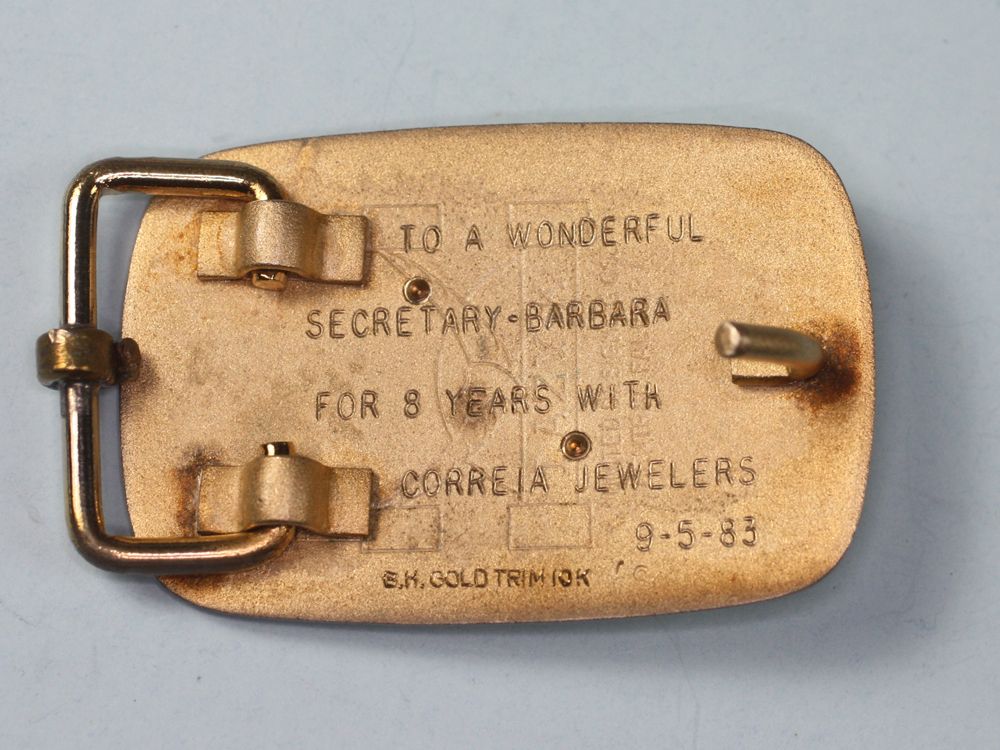 TO A WONDERFUL
SECRETARY-BARBARA
FOR 8 YEARS WITH
CORREIA JEWELERS
9-5-83
GOLD TRIM 10K